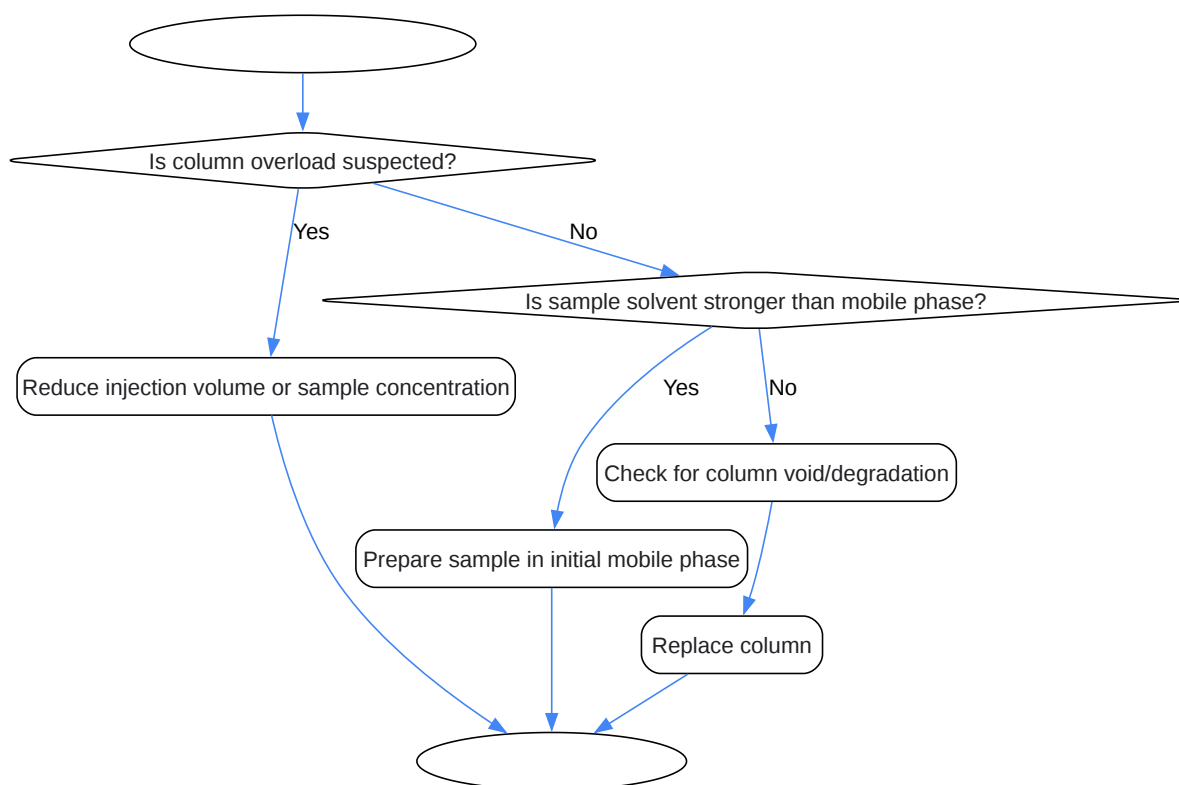 Is column overload suspected?
Yes
No
Is sample solvent stronger than mobile phase?
Reduce injection volume or sample concentration
Yes
No
Check for column void/degradation
Prepare sample in initial mobile phase
Replace column